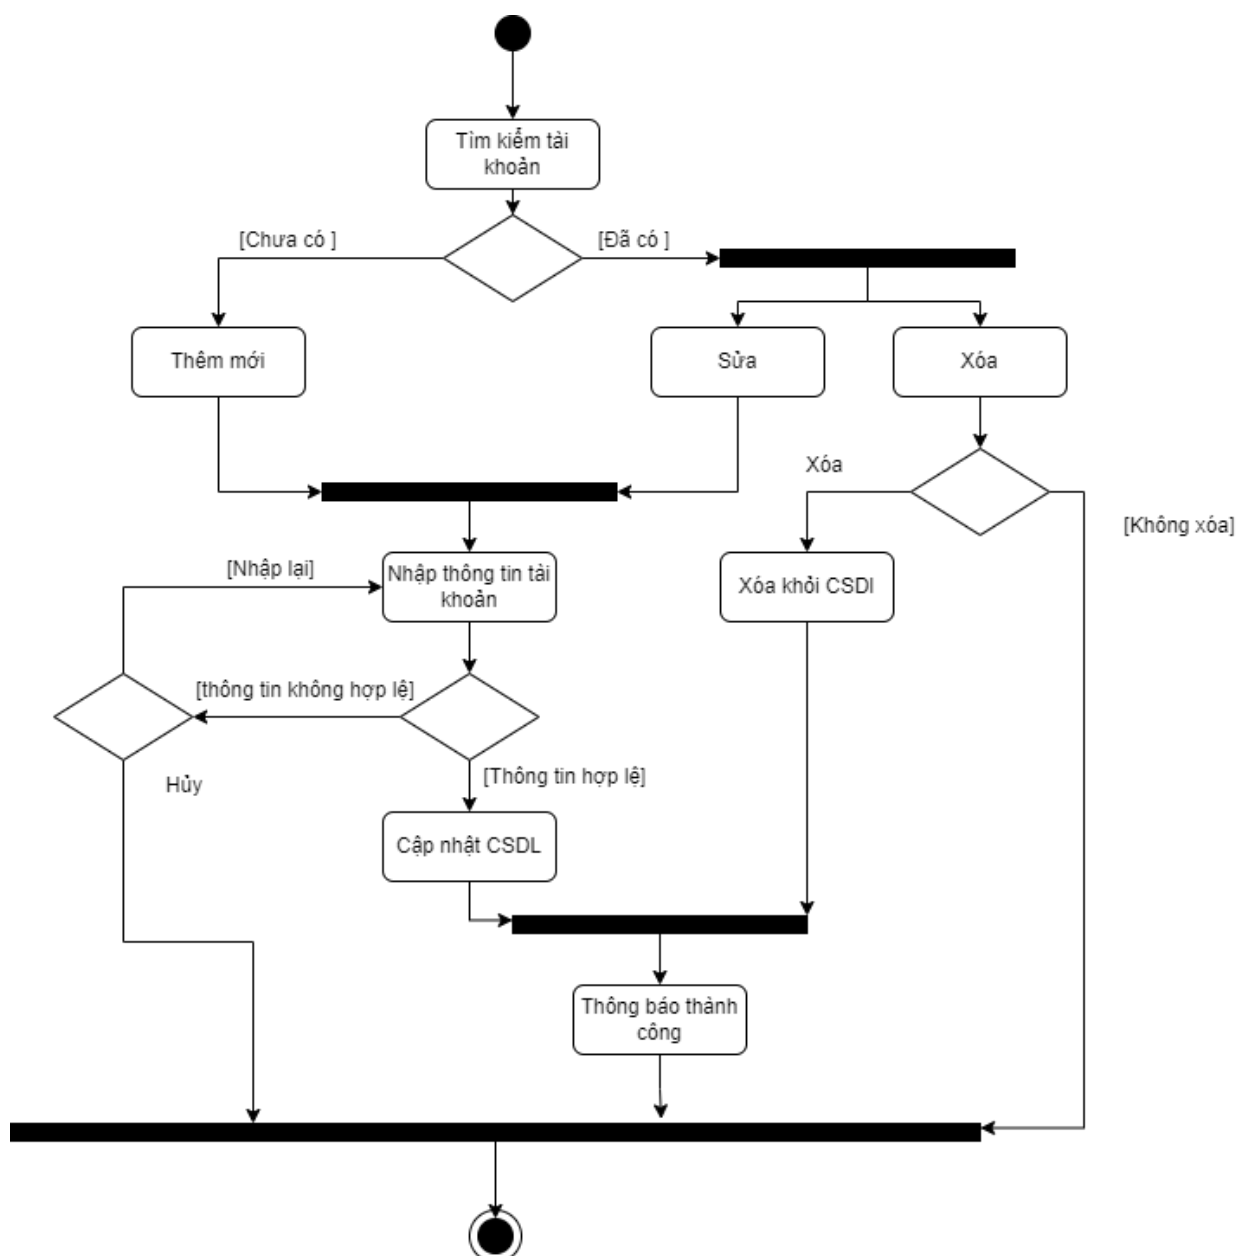 Tìm kiếm tài
khoản
[Chưa có ]
[Đã có ]
Thêm mới
Sửa
Xóa
Xóa
[Không xóa]
[Nhập lại]
Nhập thông tin tài
khoản
Xóa khỏi CSDl
[thông tin không hợp lệ]
Hủy
[Thông tin hợp lệ]
Cập nhật CSDL
Thông báo thành
công